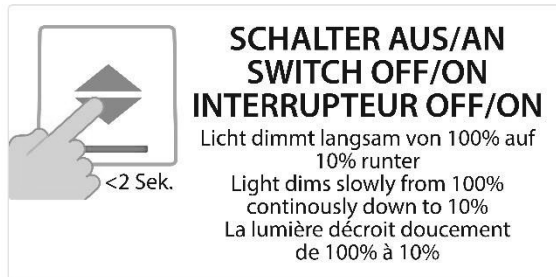 SCHALTER AUS/AN
SWITCH OFF/ON
INTERRUPTEUR OFF/ON
Licht dimmt langsam von 100% auf
10% runter
Light dims slowly from 100%
continously down to 10%
La lumière décroit doucement
de 100% à 10%
<2 Sek.